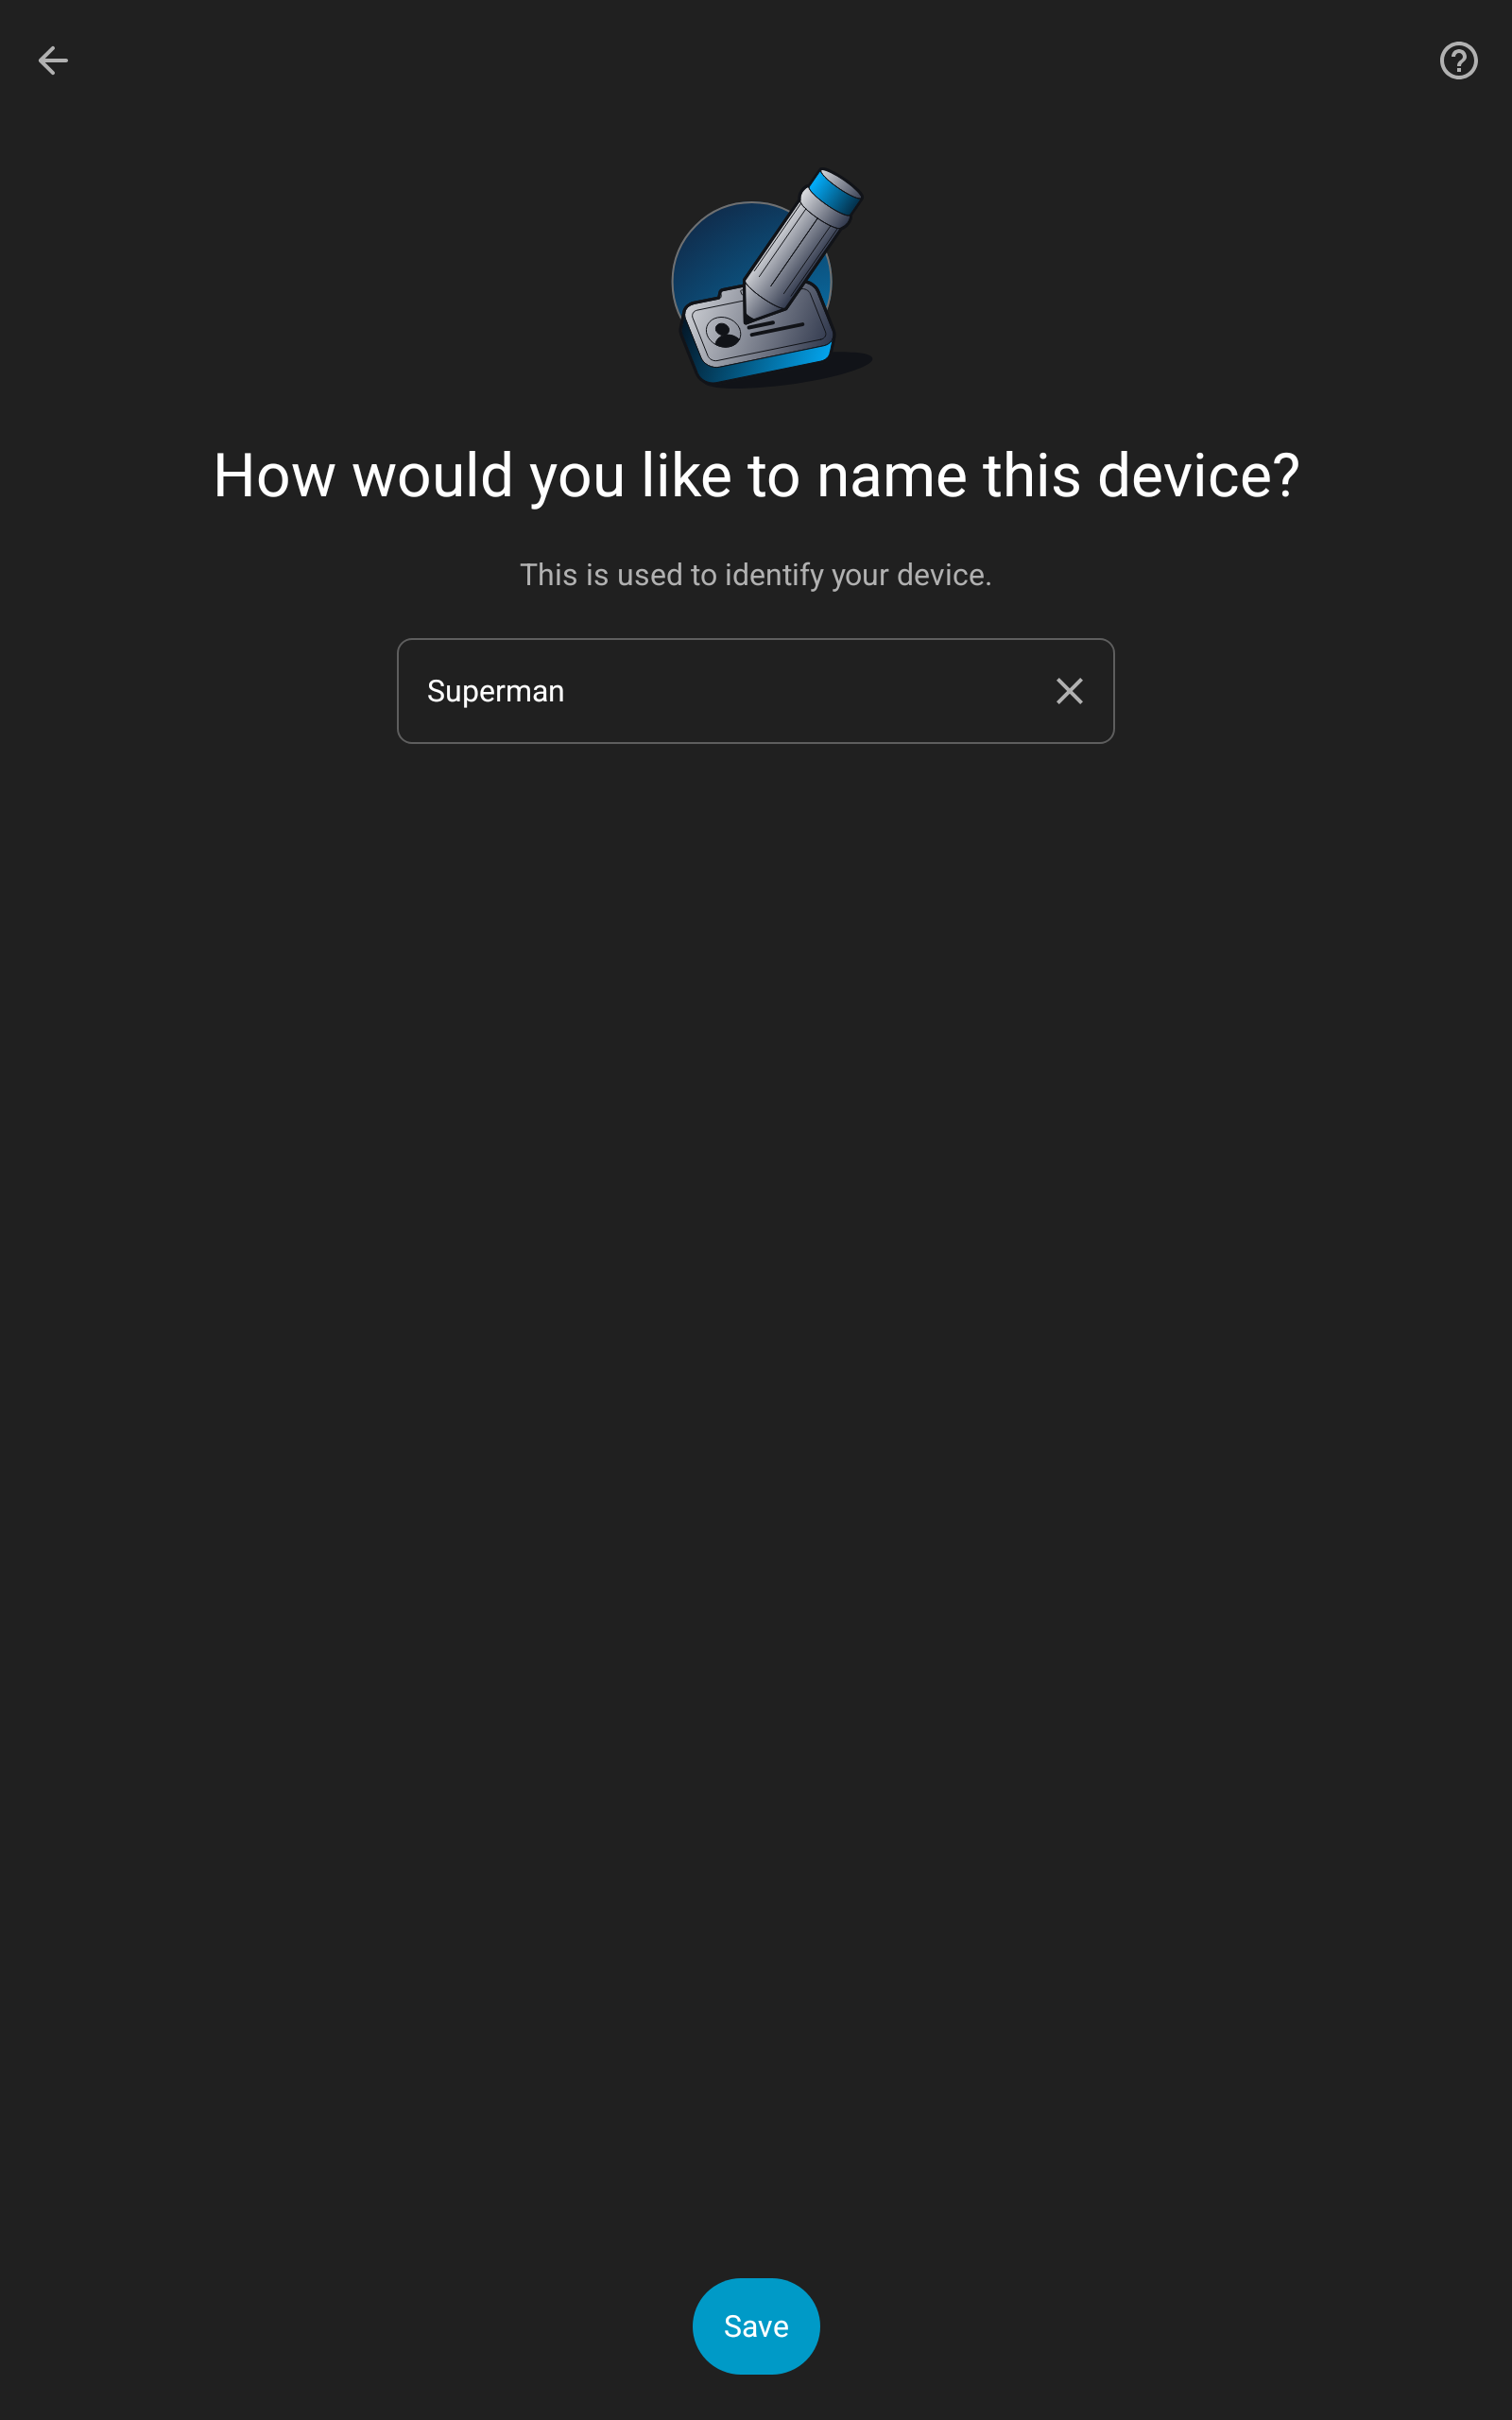 How would you like to name this device?
This is used to identify your device.
Superman
Save